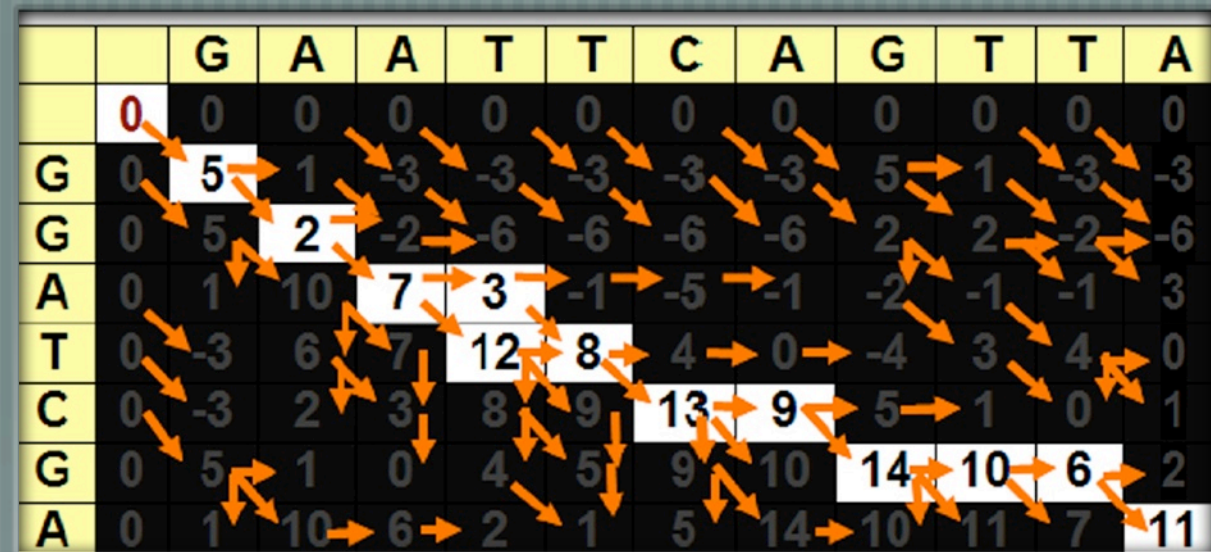 G A A T T C A G T T A
0 0 0 0 0 0 0 0 0 0 0 0
G 0 5 1 -3 -3 -3 -3 -3 5 1 -3 -3
G 0 5 2 -2 -6 -6 -6 -6 2 2 -2 -6
A 0 1 10 7 3 -1 -5 -1 -2 -1 -1 3
T 0 -3 6 7 12 8 4 0 -4 3 4 0
C 0 -3 2 3 8 9 13 9 5 1 0 1
G 0 5 1 0 4 5 9 10 14 10 6 2
A 0 1 10 6 2 1 5 14 10 11 7 11